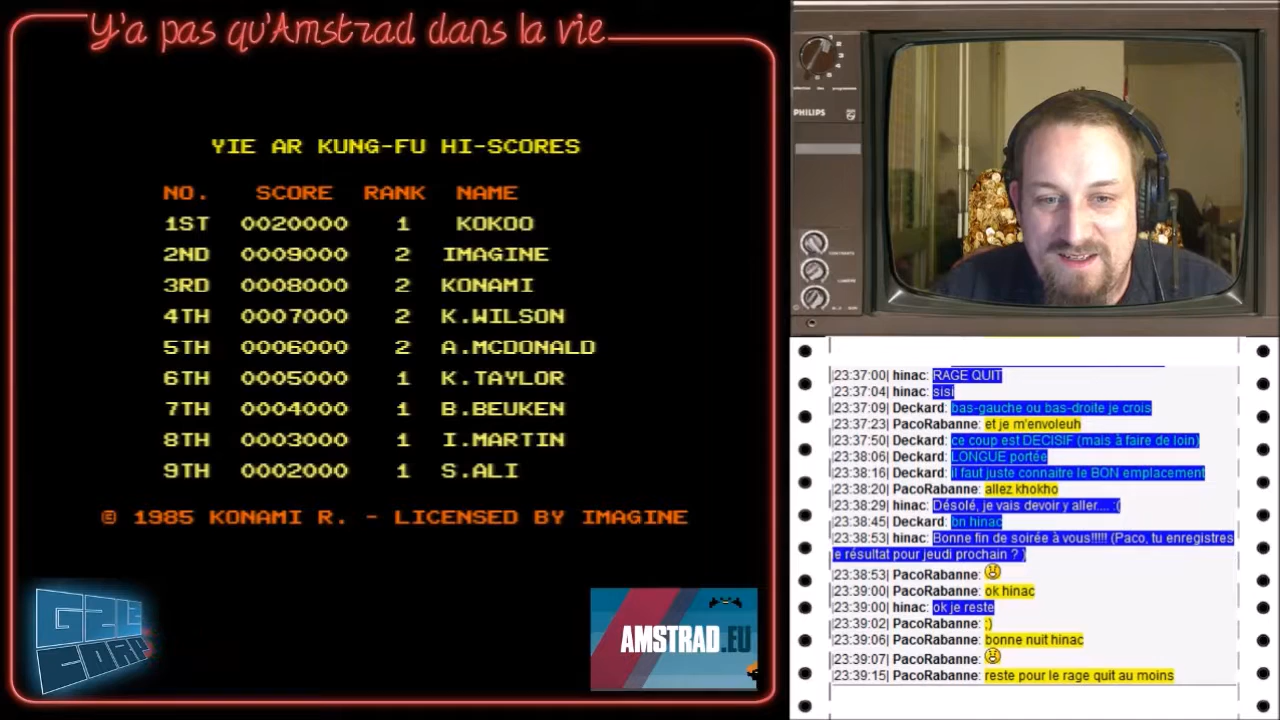 Y'a pas qu'Amstrad dans la vie
YIE AR KUNG-FU HI-SCORES
NO. SCORE RANK NAME
1ST 0020000 1 KOKOO
2ND 0009000 2 IMAGINE
3RD 0008000 2 KONAMI
4TH 0007000 2 K.WILSON
5TH 0006000 2 A.MCDONALD
6TH 0005000 1 K.TAYLOR
7TH 0004000 1 B.BEUKEN
8TH 0003000 1 I.MARTIN
9TH 0002000 1 S.ALI
© 1985 KONAMI R. - LICENSED BY IMAGINE
CORP
AMSTRAD.EU
PHILIPS
|23:37:00| hinac: RAGE QUIT
|23:37:04| hinac: sisi
|23:37:09| Deckard: bas-gauche ou bas-droite je crois
|23:37:23| PacoRabanne: et je m'envoleuh
|23:37:50| Deckard: ce coup est DECISIF (mais à faire de loin)
|23:38:06| Deckard: LONGUE portée
|23:38:16| Deckard: il faut juste connaitre le BON emplacement
|23:38:20| PacoRabanne: allez khokho
|23:38:29| hinac: Désolé, je vais devoir y aller.... :(
|23:38:45| Deckard: bn hinac
|23:38:53| hinac: Bonne fin de soirée à vous!!!!! (Paco, tu enregistres
e résultat pour jeudi prochain ? )
|23:38:53| PacoRabanne:
|23:39:00| PacoRabanne: ok hinac
|23:39:00| hinac: ok je reste
|23:39:02| PacoRabanne: ;)
|23:39:06| PacoRabanne: bonne nuit hinac
|23:39:07| PacoRabanne:
|23:39:15| PacoRabanne: reste pour le rage quit au moins